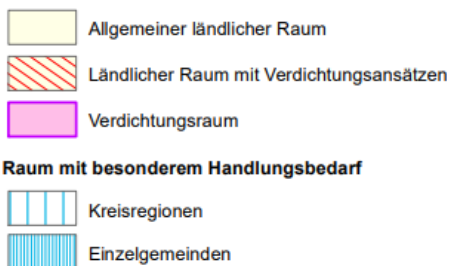 Allgemeiner ländlicher Raum
Ländlicher Raum mit Verdichtungsansätzen
Verdichtungsraum
Raum mit besonderem Handlungsbedarf
Kreisregionen
Einzelgemeinden